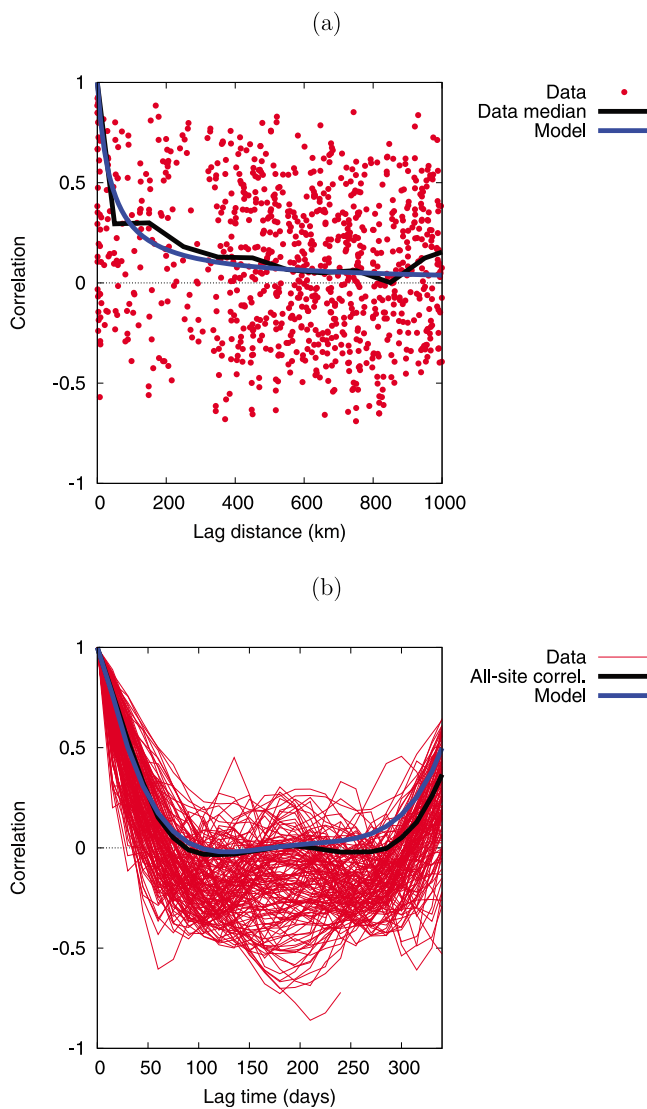 (a)
1
0.5
0
-0.5
-1
Correlation
0 200 400 600 800 1000
Lag distance (km)
Data
Data median
Model
(b)
1
0.5
0
-0.5
-1
Correlation
0 50 100 150 200 250 300
Lag time (days)
Data
All-site correl.
Model